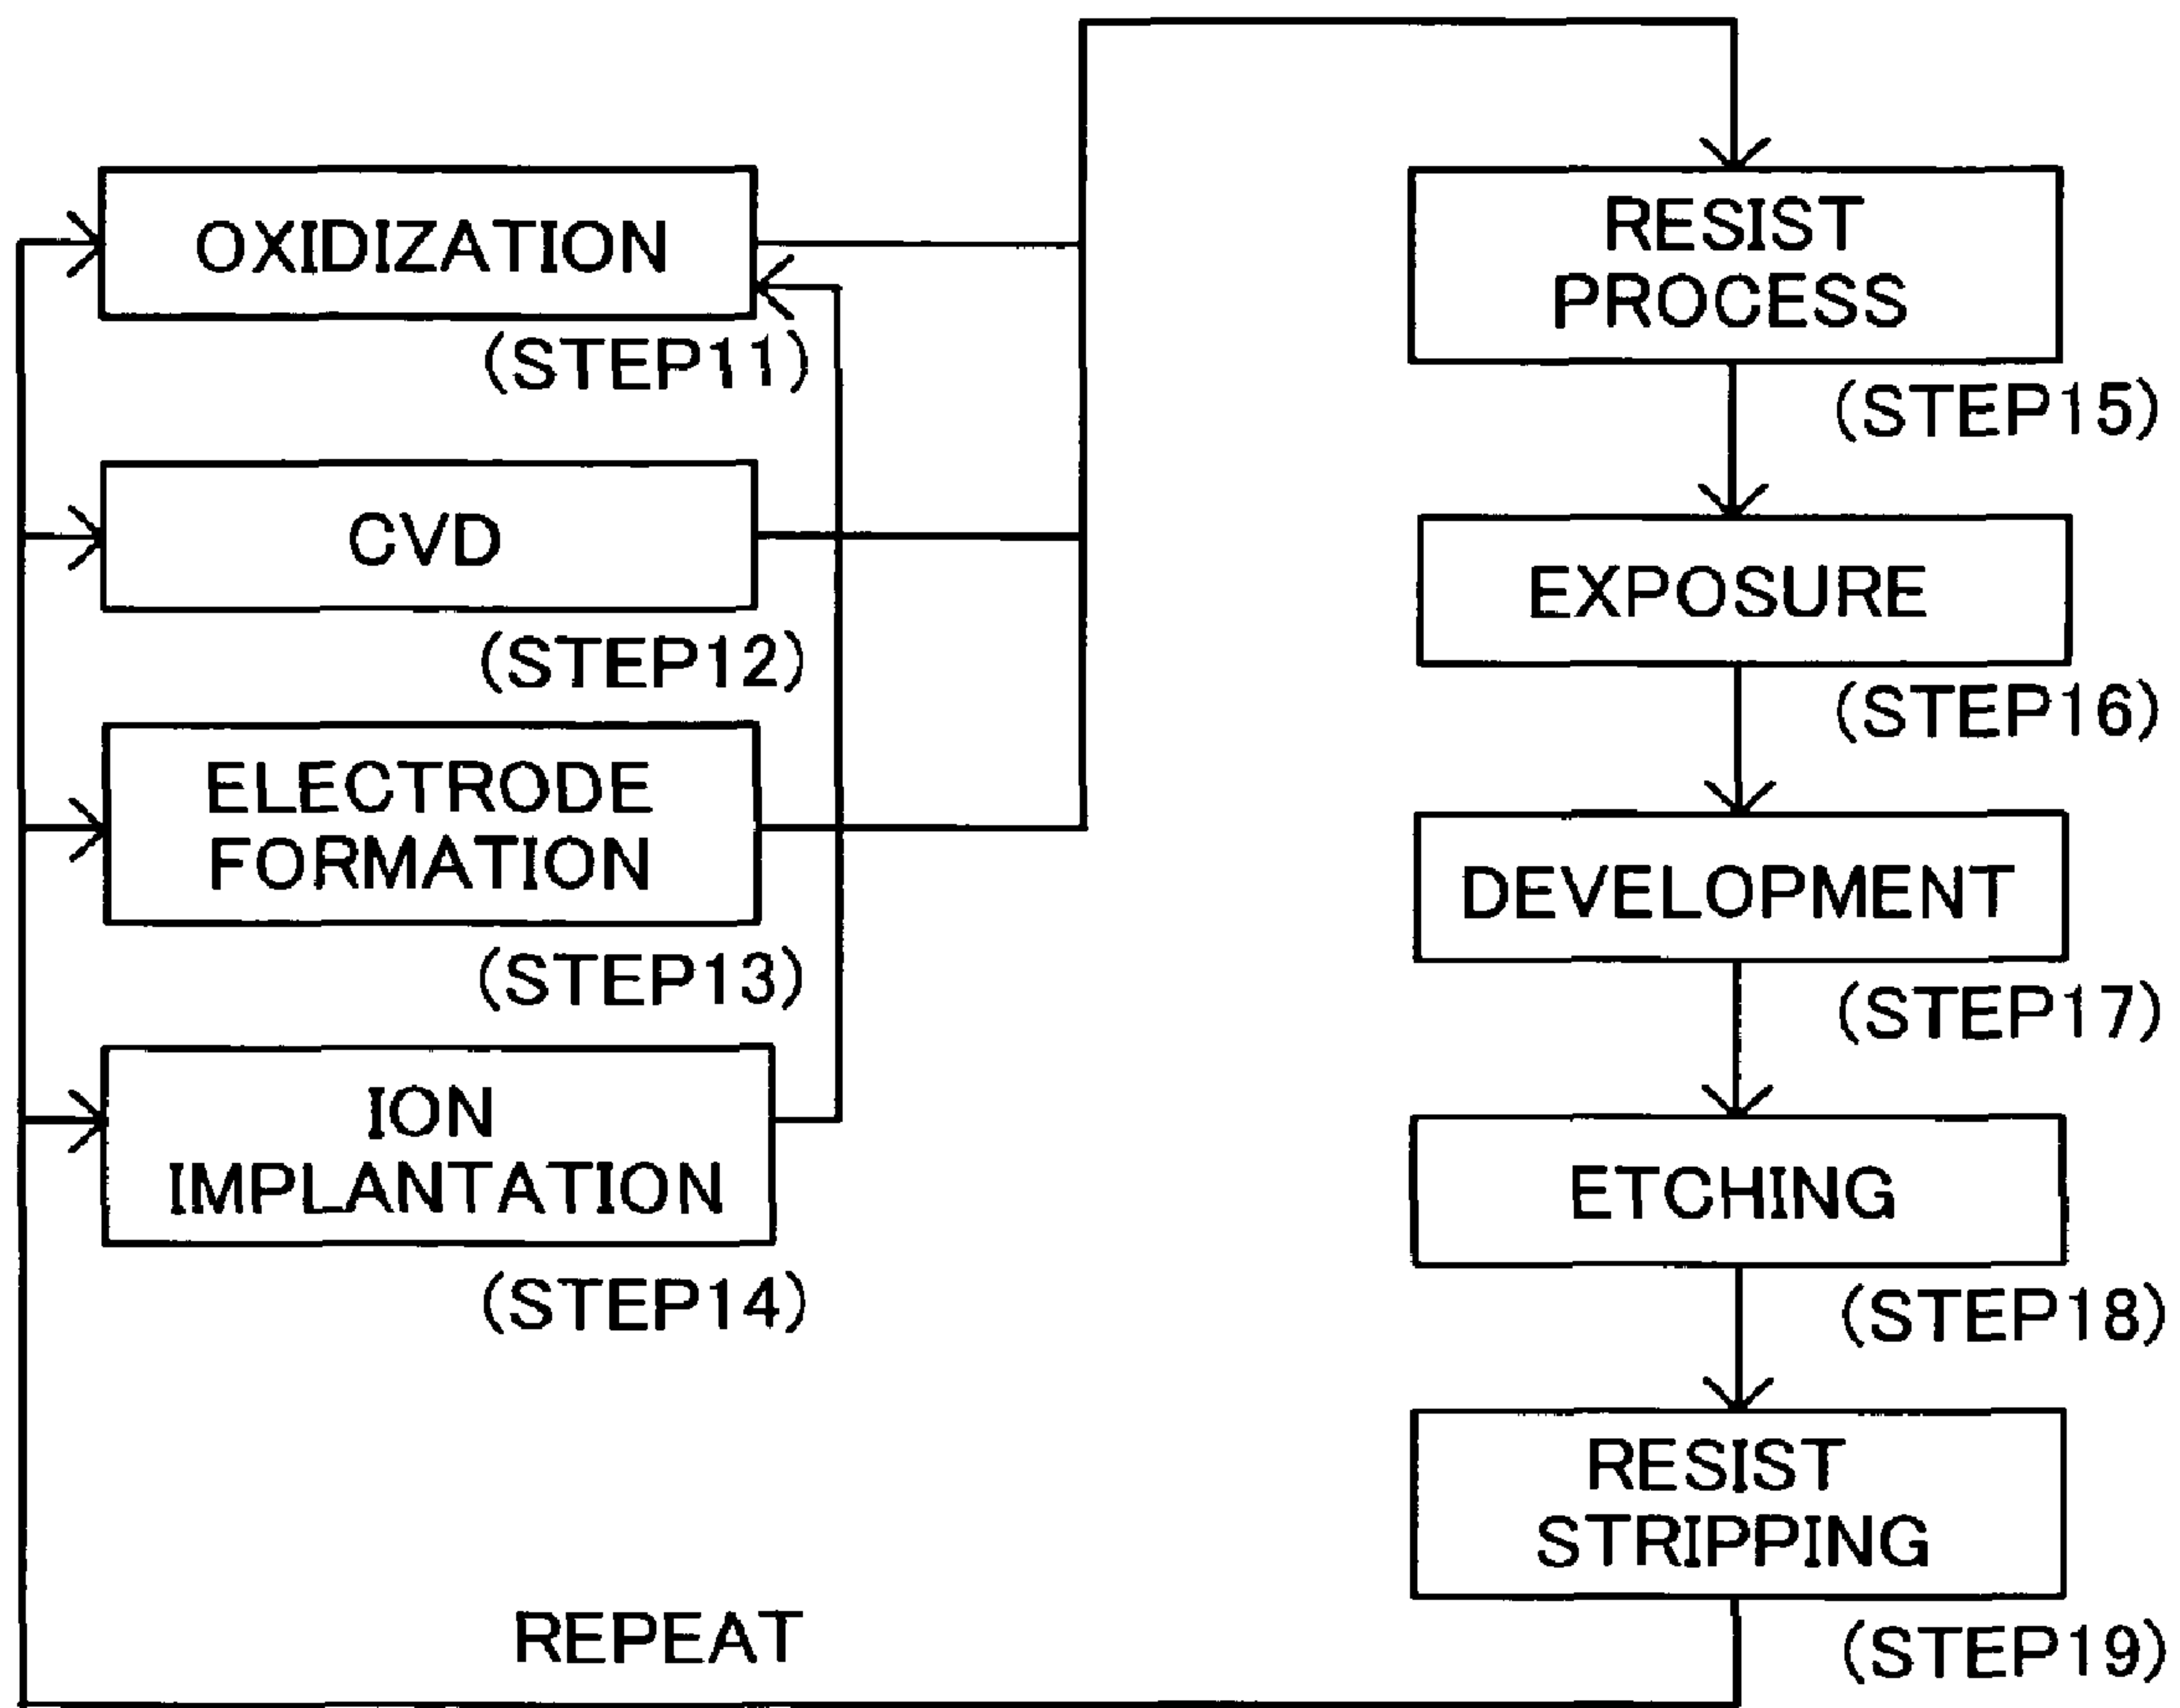 OXIDIZATION
(STEP11)
CVD
(STEP12)
ELECTRODE
FORMATION
(STEP13)
ION
IMPLANTATION
(STEP14)
RESIST
PROCESS
(STEP15)
EXPOSURE
(STEP16)
DEVELOPMENT
(STEP17)
ETCHING
(STEP18)
RESIST
STRIPPING
(STEP19)
REPEAT